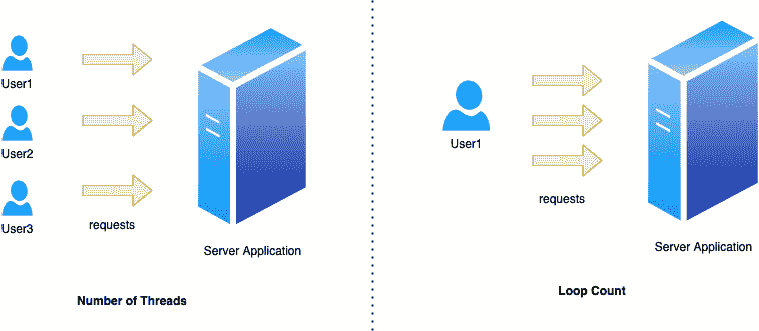 User1
User2
User3
requests
Server Application
Number of Threads
User1
requests
Server Application
Loop Count